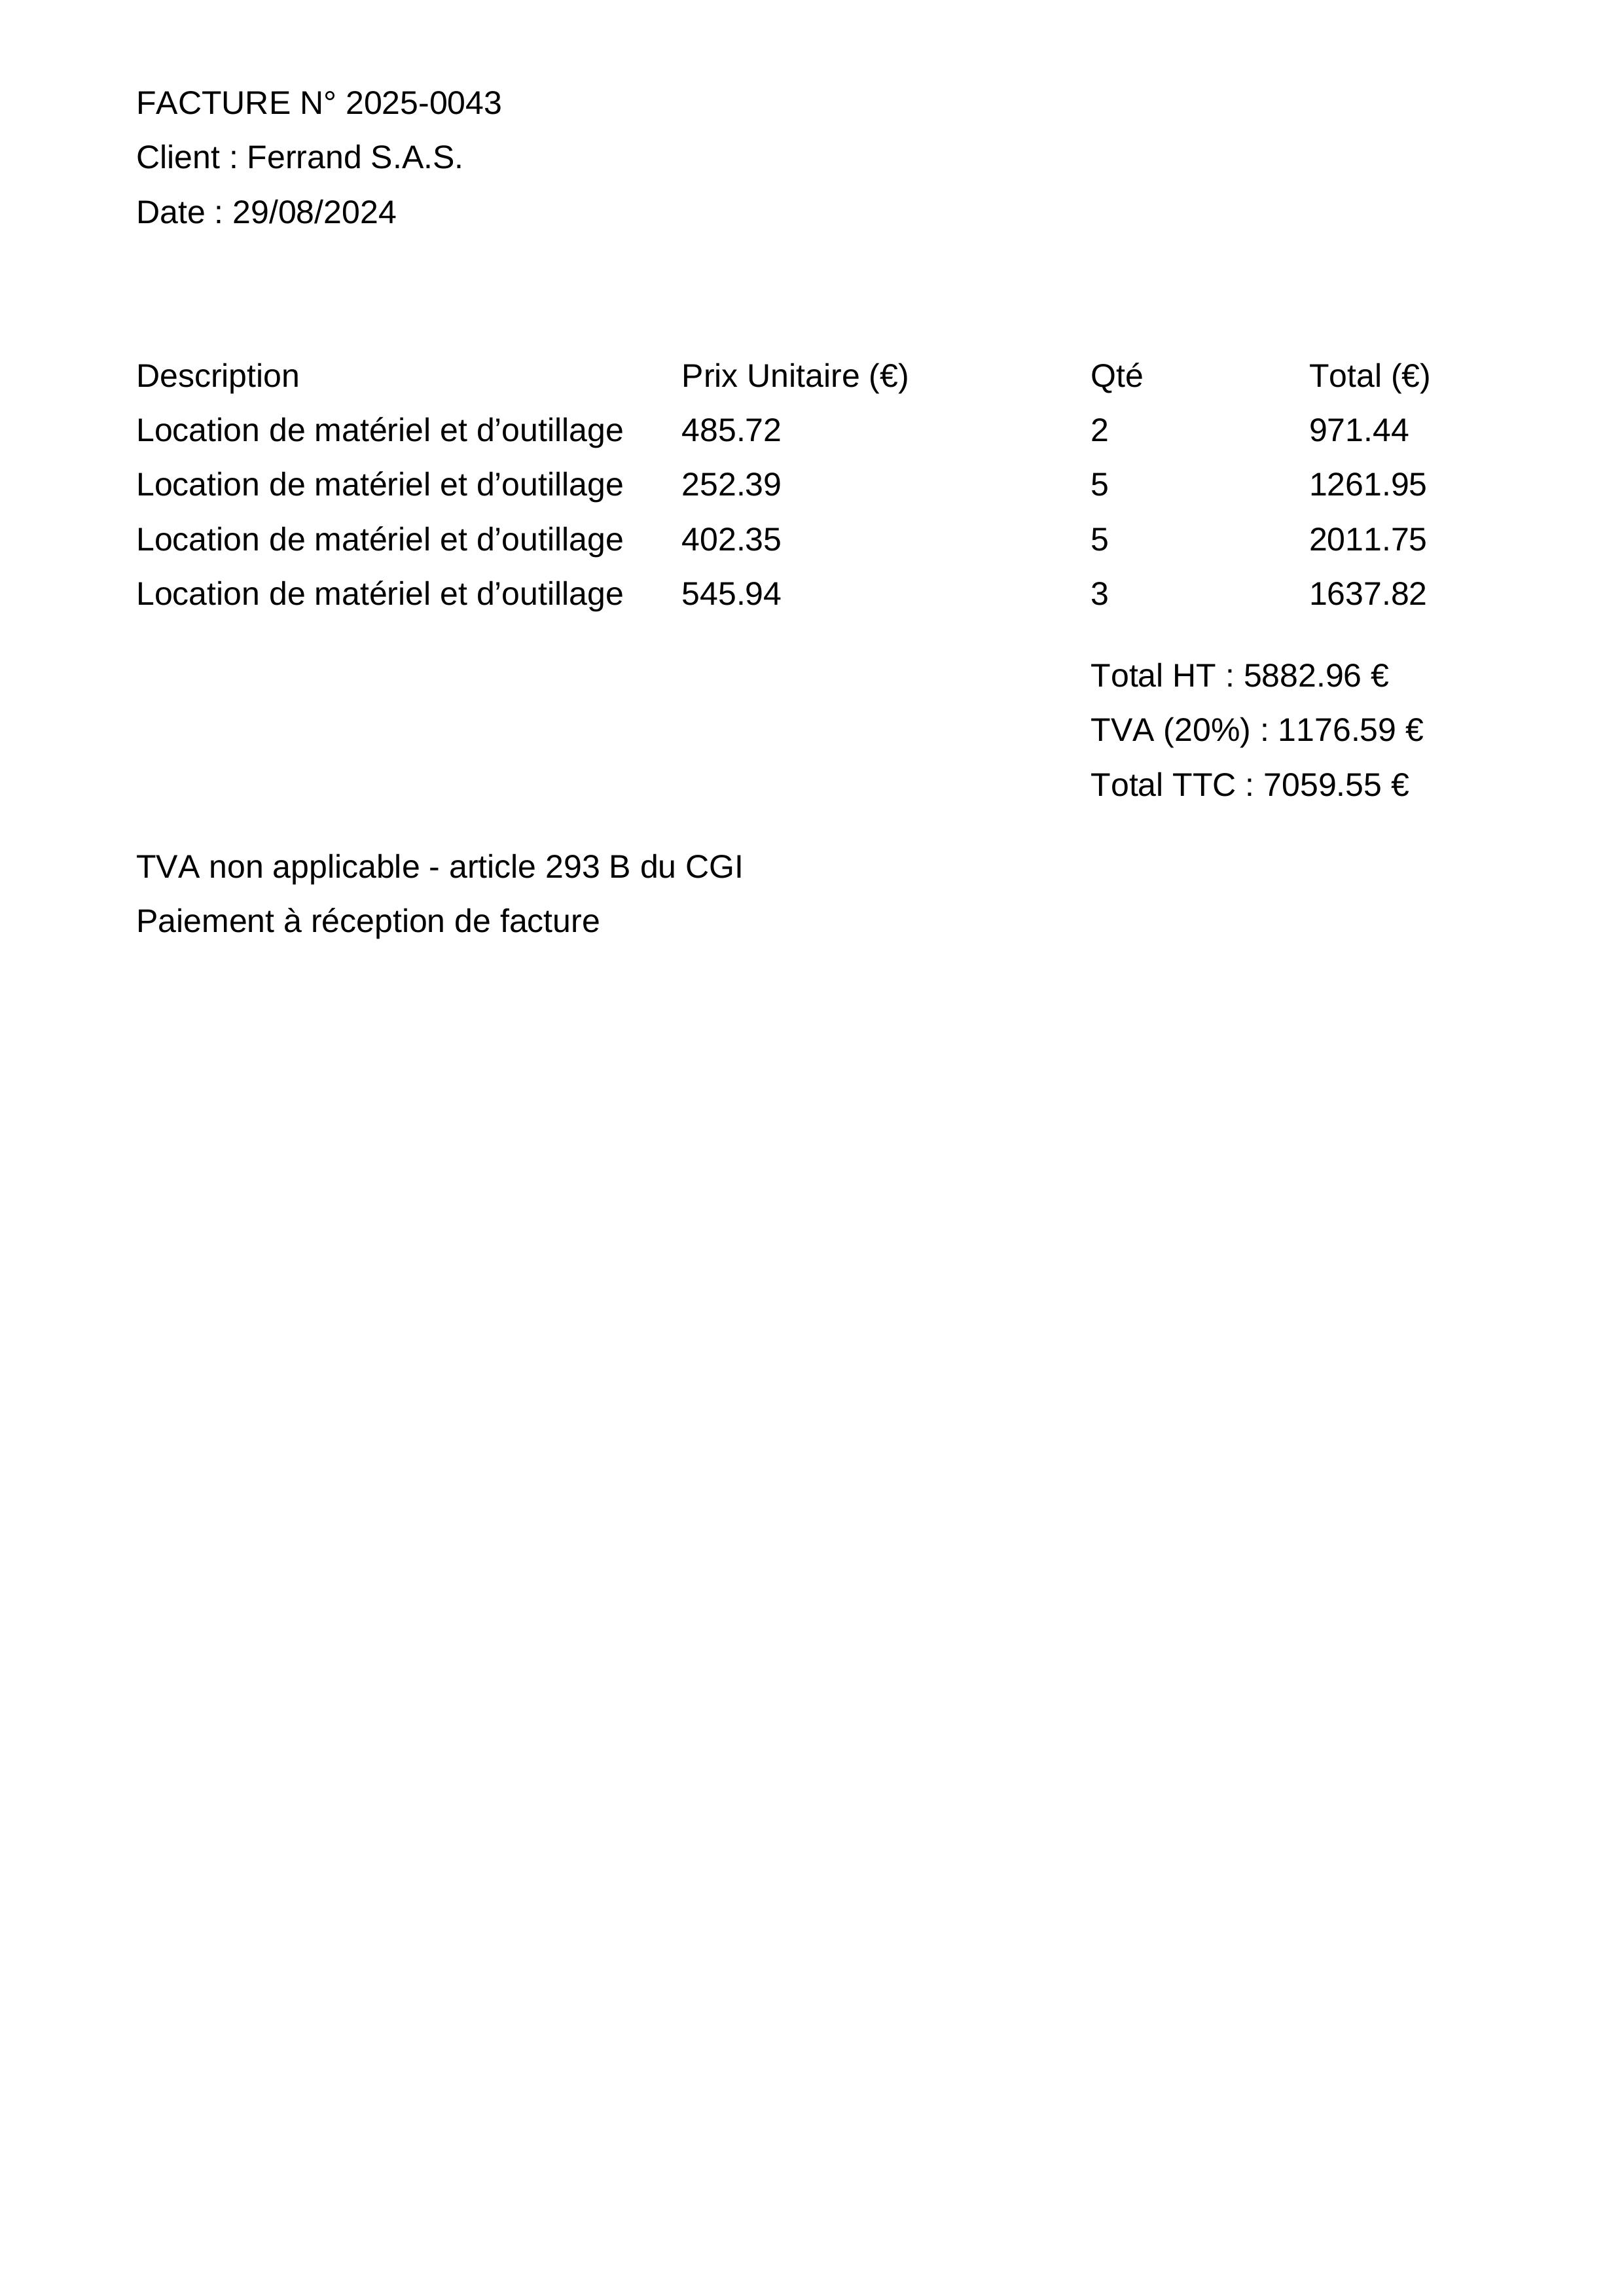 FACTURE N° 2025-0043
Client : Ferrand S.A.S.
Date : 29/08/2024
Description Prix Unitaire (€) Qté Total (€)
Location de matériel et d’outillage 485.72 2 971.44
Location de matériel et d’outillage 252.39 5 1261.95
Location de matériel et d’outillage 402.35 5 2011.75
Location de matériel et d’outillage 545.94 3 1637.82
Total HT : 5882.96 €
TVA (20%) : 1176.59 €
Total TTC : 7059.55 €
TVA non applicable - article 293 B du CGI
Paiement à réception de facture